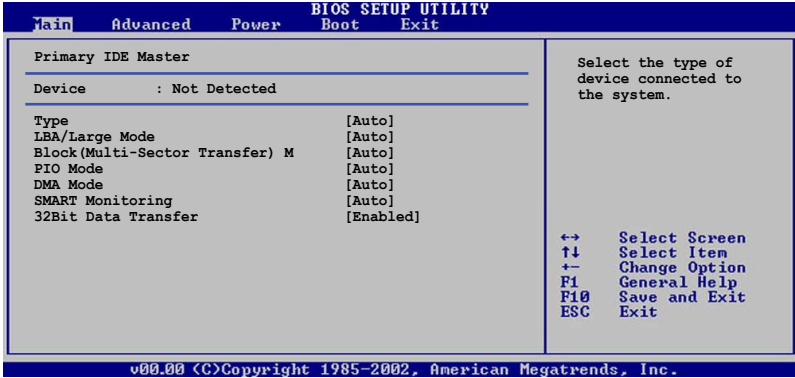 BIOS SETUP UTILITY
Main Advanced Power Boot Exit
Primary IDE Master
Device : Not Detected
Type [Auto]
LBA/Large Mode [Auto]
Block(Multi-Sector Transfer) M [Auto]
PIO Mode [Auto]
DMA Mode [Auto]
SMART Monitoring [Auto]
32Bit Data Transfer [Enabled]
Select the type of
device connected to
the system.
←→ Select Screen
↑↓ Select Item
+- Change Option
F1 General Help
F10 Save and Exit
ESC Exit
v00.00 (C)Copyright 1985-2002, American Megatrends, Inc.